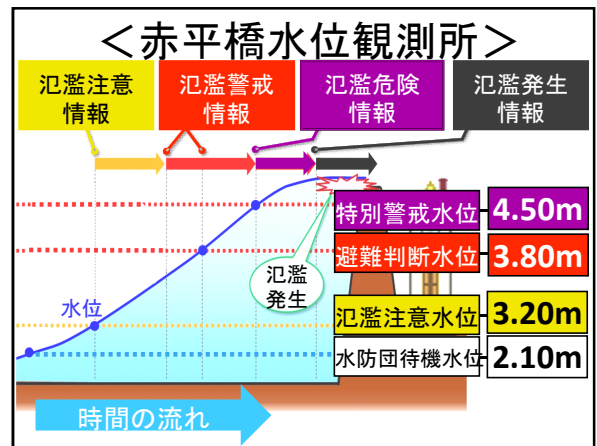 ＜赤平橋水位観測所＞
氾濫注意
情報
氾濫警戒
情報
氾濫危険
情報
氾濫発生
情報
特別警戒水位
4.50m
避難判断水位
3.80m
氾濫
発生
水位
氾濫注意水位
3.20m
水防団待機水位
2.10m
時間の流れ